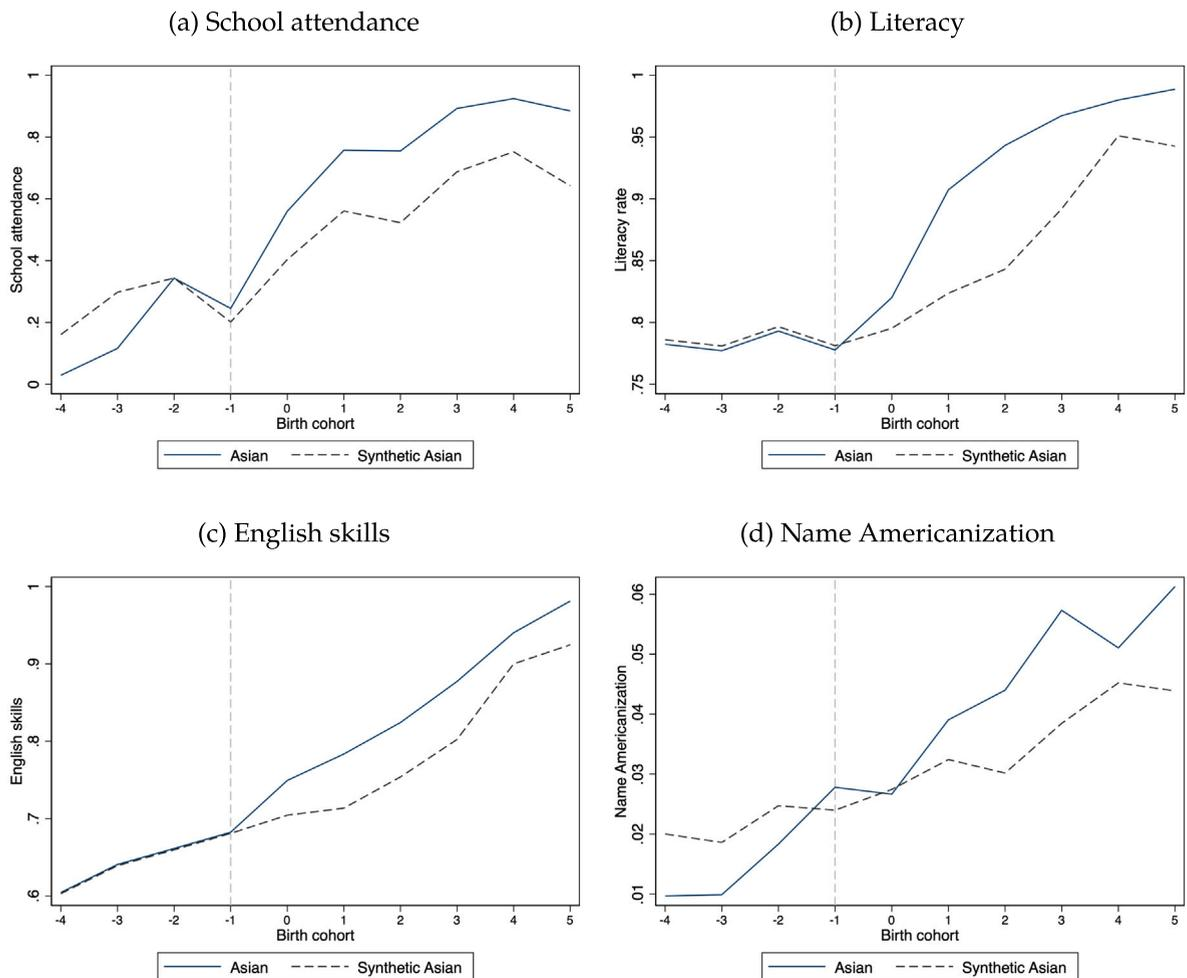 (a) School attendance
School attendance
1
.8
.6
.4
.2
0
-4 -3 -2 -1 0 1 2 3 4 5
Birth cohort
Asian Synthetic Asian
(b) Literacy
Literacy rate
1
.95
.9
.85
.8
.75
-4 -3 -2 -1 0 1 2 3 4 5
Birth cohort
Asian Synthetic Asian
(c) English skills
English skills
1
.9
.8
.7
.6
-4 -3 -2 -1 0 1 2 3 4 5
Birth cohort
Asian Synthetic Asian
(d) Name Americanization
Name Americanization
.06
.05
.04
.03
.02
.01
-4 -3 -2 -1 0 1 2 3 4 5
Birth cohort
Asian Synthetic Asian